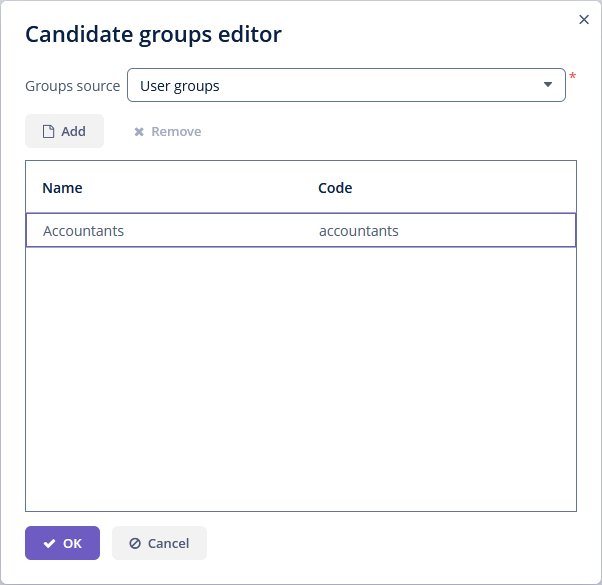 Candidate groups editor
Groups source User groups *
Add Remove
Name Code
Accountants accountants
OK Cancel